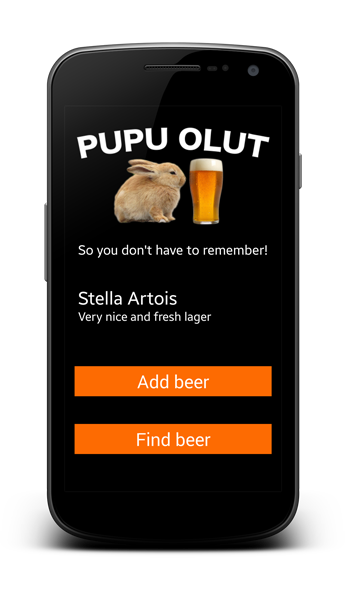 PUPU OLUT
So you don't have to remember!
Stella Artois
Very nice and fresh lager
Add beer
Find beer